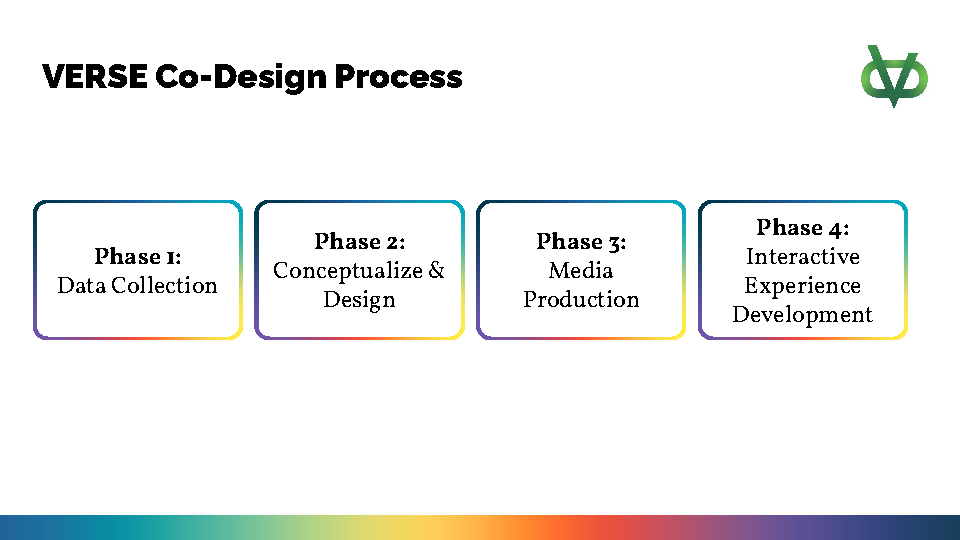 VERSE Co-Design Process
Phase 1:
Data Collection
Phase 2:
Conceptualize &
Design
Phase 3:
Media
Production
Phase 4:
Interactive
Experience
Development